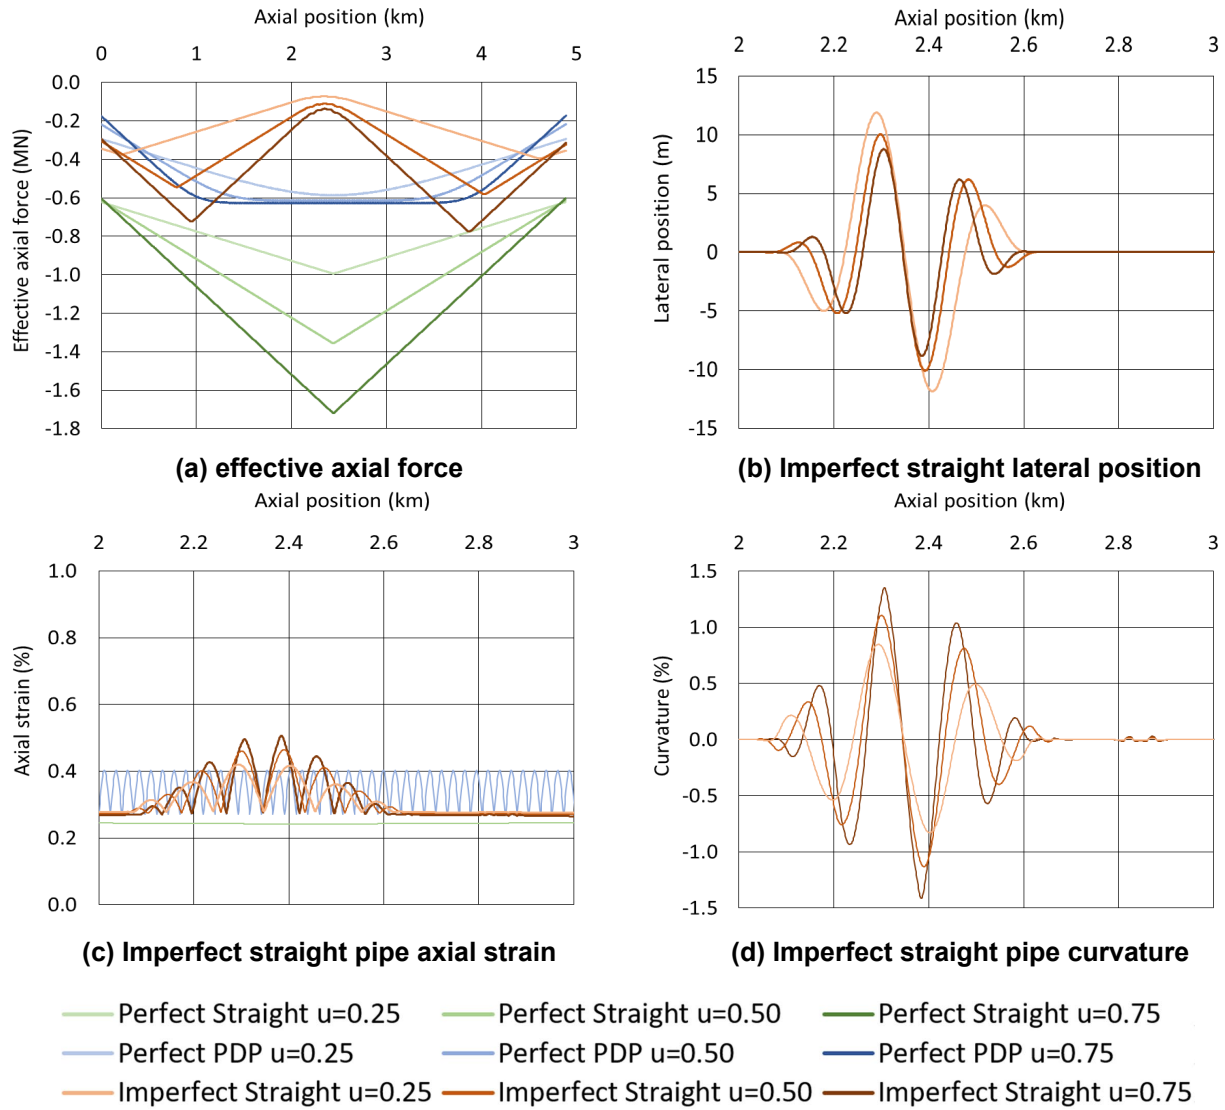 Axial position (km)
0 1 2 3 4 5
0.0
-0.2
-0.4
-0.6
-0.8
-1.0
-1.2
-1.4
-1.6
-1.8
Effective axial force (MN)
(a) effective axial force
Axial position (km)
2 2.2 2.4 2.6 2.8 3
15
10
5
0
-5
-10
-15
Lateral position (m)
(b) Imperfect straight lateral position
Axial position (km)
2 2.2 2.4 2.6 2.8 3
1.0
0.8
0.6
0.4
0.2
0.0
Axial strain (%)
(c) Imperfect straight pipe axial strain
Axial position (km)
2 2.2 2.4 2.6 2.8 3
1.5
1.0
0.5
0.0
-0.5
-1.0
-1.5
Curvature (%)
(d) Imperfect straight pipe curvature
Perfect Straight u=0.25 Perfect Straight u=0.50 Perfect Straight u=0.75
Perfect PDP u=0.25 Perfect PDP u=0.50 Perfect PDP u=0.75
Imperfect Straight u=0.25 Imperfect Straight u=0.50 Imperfect Straight u=0.75